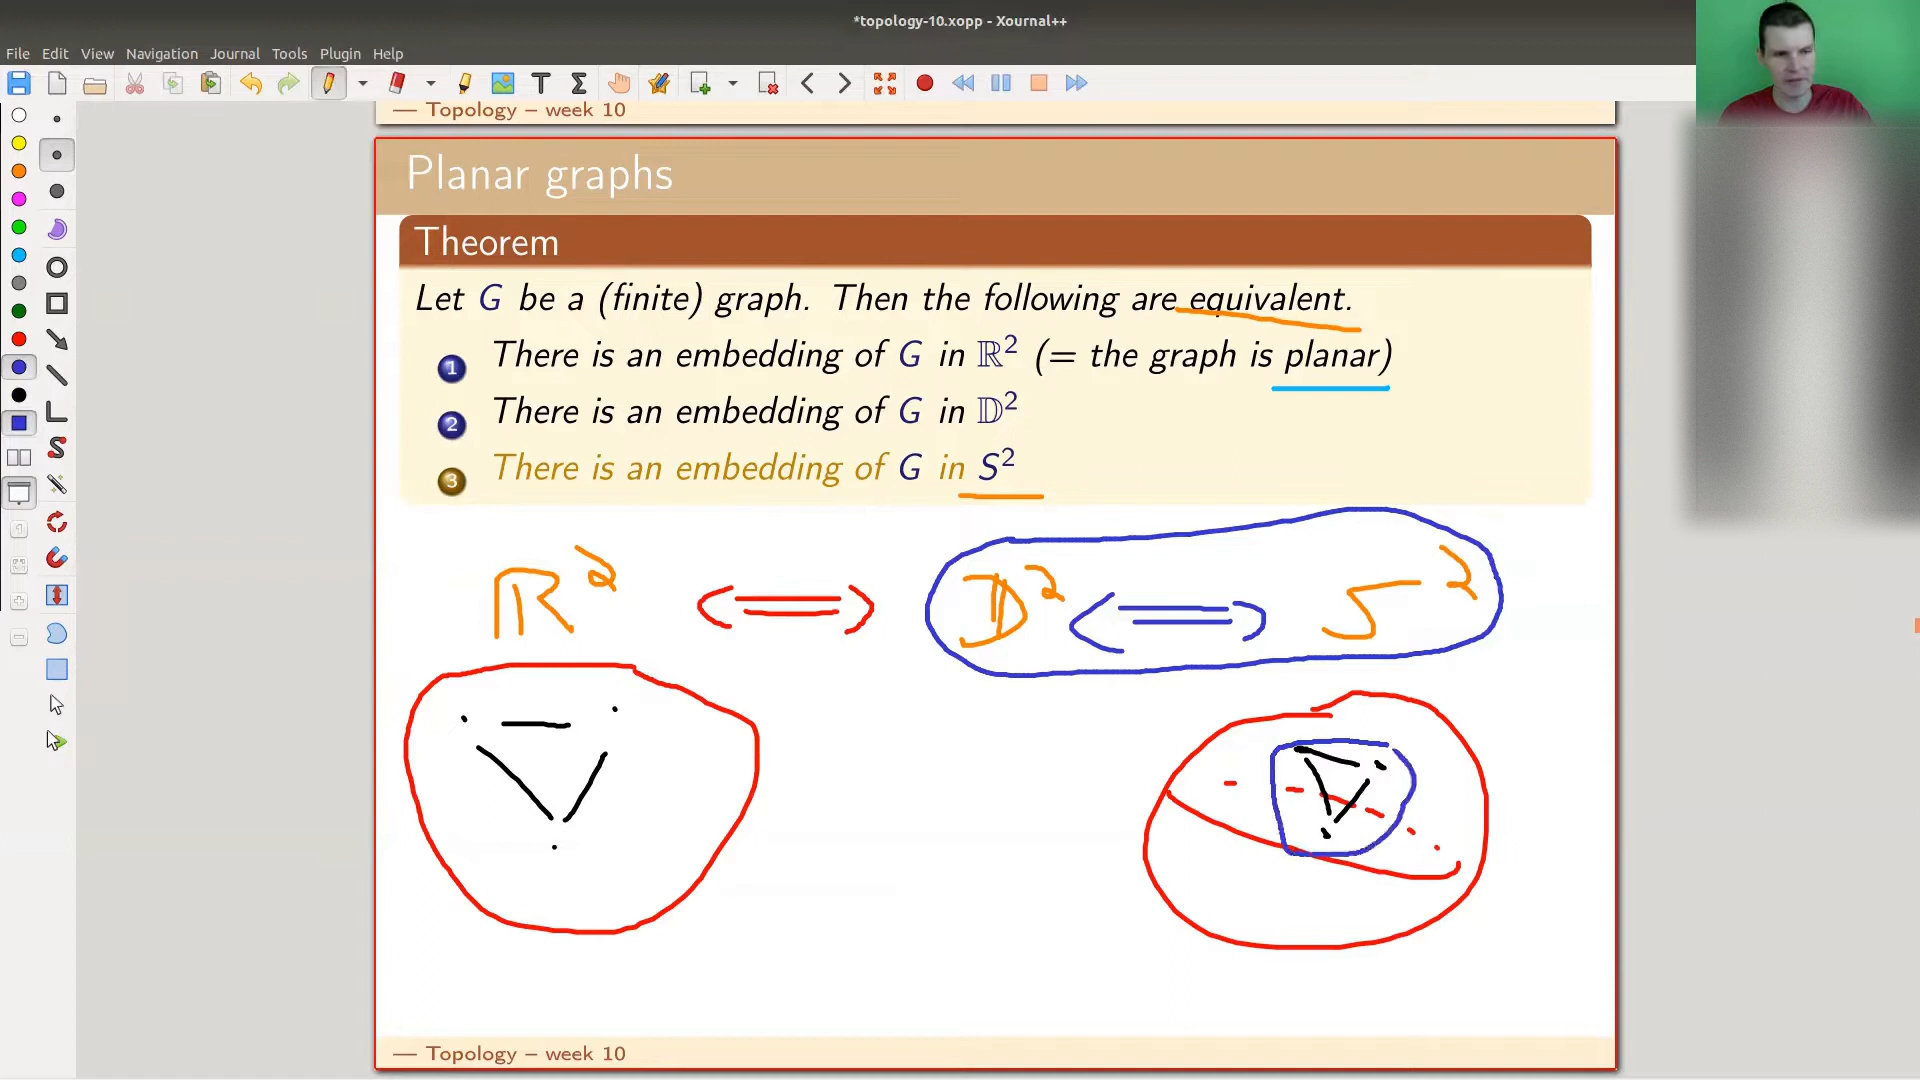 *topology-10.xopp - Xournal++
File Edit View Navigation Journal Tools Plugin Help
— Topology – week 10
Planar graphs
Theorem
Let G be a (finite) graph. Then the following are equivalent.
1 There is an embedding of G in ℝ² (= the graph is planar)
2 There is an embedding of G in 𝔻²
3 There is an embedding of G in S²
ℝ² ⟺ 𝔻² ⟺ S²
— Topology – week 10